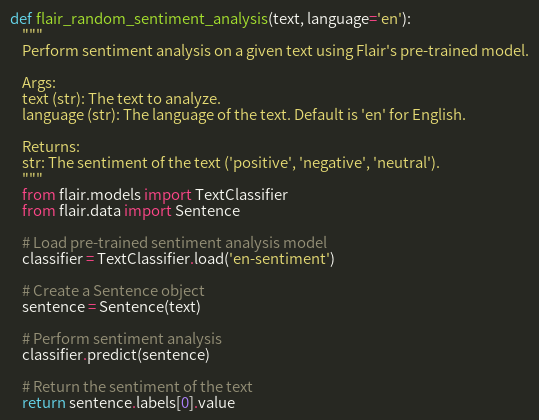 def flair_random_sentiment_analysis(text, language='en'):
    """
    Perform sentiment analysis on a given text using Flair's pre-trained model.

    Args:
    text (str): The text to analyze.
    language (str): The language of the text. Default is 'en' for English.

    Returns:
    str: The sentiment of the text ('positive', 'negative', 'neutral').
    """
    from flair.models import TextClassifier
    from flair.data import Sentence

    # Load pre-trained sentiment analysis model
    classifier = TextClassifier.load('en-sentiment')

    # Create a Sentence object
    sentence = Sentence(text)

    # Perform sentiment analysis
    classifier.predict(sentence)

    # Return the sentiment of the text
    return sentence.labels[0].value